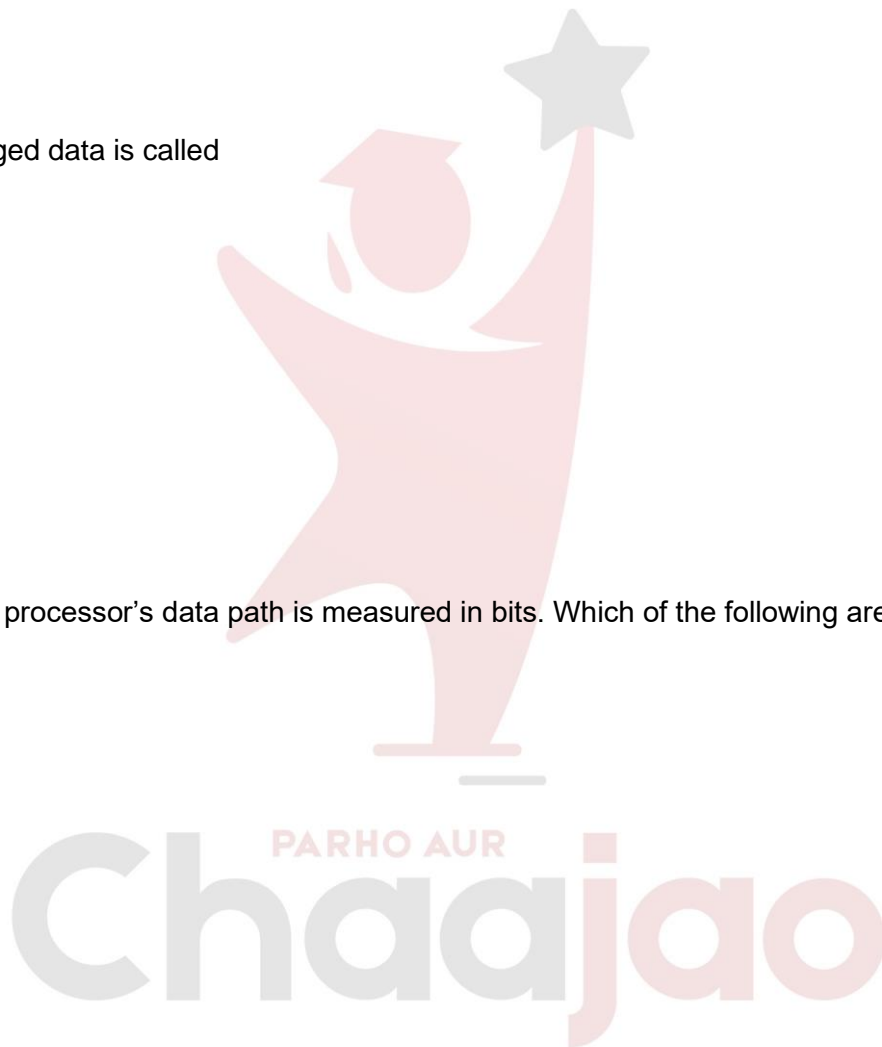 ged data is called
processor’s data path is measured in bits. Which of the following are
PARHO AUR
Chaajao